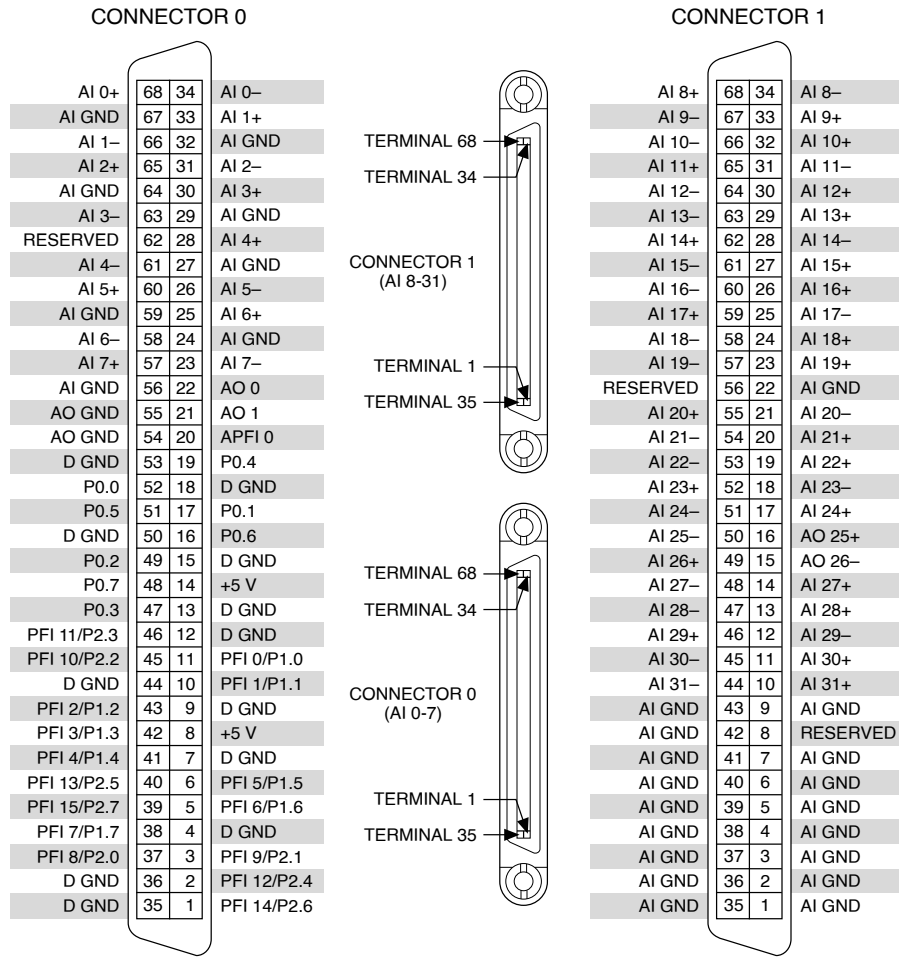 CONNECTOR 0
AI 0+ 68 34 AI 0–
AI GND 67 33 AI 1+
AI 1– 66 32 AI GND
AI 2+ 65 31 AI 2–
AI GND 64 30 AI 3+
AI 3– 63 29 AI GND
RESERVED 62 28 AI 4+
AI 4– 61 27 AI GND
AI 5+ 60 26 AI 5–
AI GND 59 25 AI 6+
AI 6– 58 24 AI GND
AI 7+ 57 23 AI 7–
AI GND 56 22 AO 0
AO GND 55 21 AO 1
AO GND 54 20 APFI 0
D GND 53 19 P0.4
P0.0 52 18 D GND
P0.5 51 17 P0.1
D GND 50 16 P0.6
P0.2 49 15 D GND
P0.7 48 14 +5 V
P0.3 47 13 D GND
PFI 11/P2.3 46 12 D GND
PFI 10/P2.2 45 11 PFI 0/P1.0
D GND 44 10 PFI 1/P1.1
PFI 2/P1.2 43 9 D GND
PFI 3/P1.3 42 8 +5 V
PFI 4/P1.4 41 7 D GND
PFI 13/P2.5 40 6 PFI 5/P1.5
PFI 15/P2.7 39 5 PFI 6/P1.6
PFI 7/P1.7 38 4 D GND
PFI 8/P2.0 37 3 PFI 9/P2.1
D GND 36 2 PFI 12/P2.4
D GND 35 1 PFI 14/P2.6
TERMINAL 68
TERMINAL 34
CONNECTOR 1
(AI 8-31)
TERMINAL 1
TERMINAL 35
TERMINAL 68
TERMINAL 34
CONNECTOR 0
(AI 0-7)
TERMINAL 1
TERMINAL 35
CONNECTOR 1
AI 8+ 68 34 AI 8–
AI 9– 67 33 AI 9+
AI 10– 66 32 AI 10+
AI 11+ 65 31 AI 11–
AI 12– 64 30 AI 12+
AI 13– 63 29 AI 13+
AI 14+ 62 28 AI 14–
AI 15– 61 27 AI 15+
AI 16– 60 26 AI 16+
AI 17+ 59 25 AI 17–
AI 18– 58 24 AI 18+
AI 19– 57 23 AI 19+
RESERVED 56 22 AI GND
AI 20+ 55 21 AI 20–
AI 21– 54 20 AI 21+
AI 22– 53 19 AI 22+
AI 23+ 52 18 AI 23–
AI 24– 51 17 AI 24+
AI 25– 50 16 AO 25+
AI 26+ 49 15 AO 26–
AI 27– 48 14 AI 27+
AI 28– 47 13 AI 28+
AI 29+ 46 12 AI 29–
AI 30– 45 11 AI 30+
AI 31– 44 10 AI 31+
AI GND 43 9 AI GND
AI GND 42 8 RESERVED
AI GND 41 7 AI GND
AI GND 40 6 AI GND
AI GND 39 5 AI GND
AI GND 38 4 AI GND
AI GND 37 3 AI GND
AI GND 36 2 AI GND
AI GND 35 1 AI GND